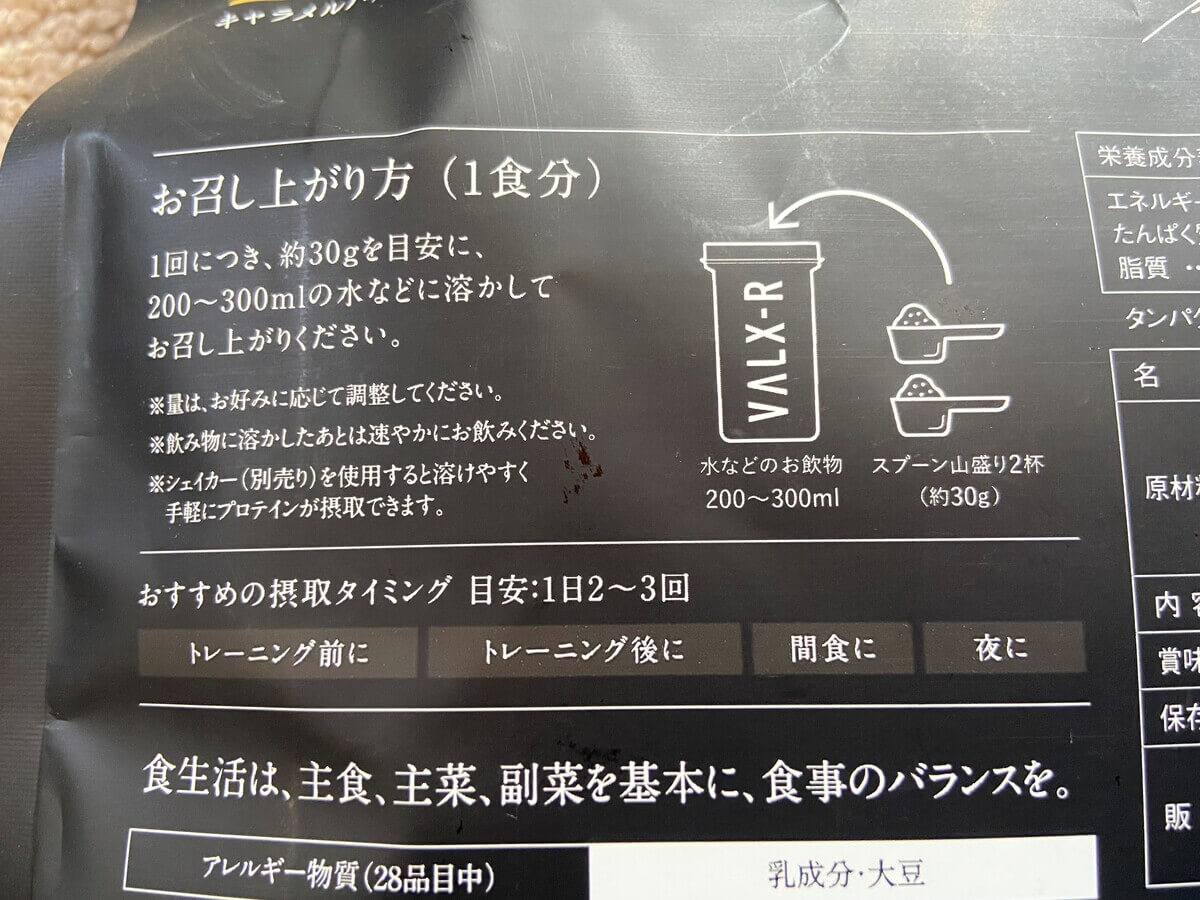 キャラメル
お召し上がり方（1食分）
1回につき、約30gを目安に、
200〜300mlの水などに溶かして
お召し上がりください。
※量は、お好みに応じて調整してください。
※飲み物に溶かしたあとは速やかにお飲みください。
※シェイカー（別売り）を使用すると溶けやすく
手軽にプロテインが摂取できます。
VALX-R
水などのお飲物
200〜300ml
スプーン山盛り2杯
（約30g）
おすすめの摂取タイミング 目安：1日2〜3回
トレーニング前に
トレーニング後に
間食に
夜に
食生活は、主食、主菜、副菜を基本に、食事のバランスを。
アレルギー物質（28品目中）
乳成分・大豆
栄養成分
エネルギー
たんぱく
脂質 …
タンパク
名
原材
内容
賞味
保存
販